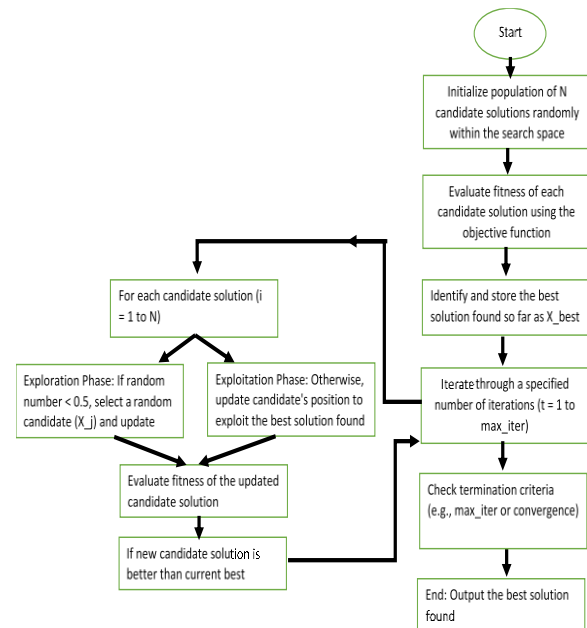 Start
Initialize population of N
candidate solutions randomly
within the search space
Evaluate fitness of each
candidate solution using the
objective function
Identify and store the best
solution found so far as X_best
Iterate through a specified
number of iterations (t = 1 to
max_iter)
For each candidate solution (i
= 1 to N)
Exploration Phase: If random
number < 0.5, select a random
candidate (X_j) and update
Exploitation Phase: Otherwise,
update candidate's position to
exploit the best solution found
Evaluate fitness of the updated
candidate solution
If new candidate solution is
better than current best
Check termination criteria
(e.g., max_iter or convergence)
End: Output the best solution
found